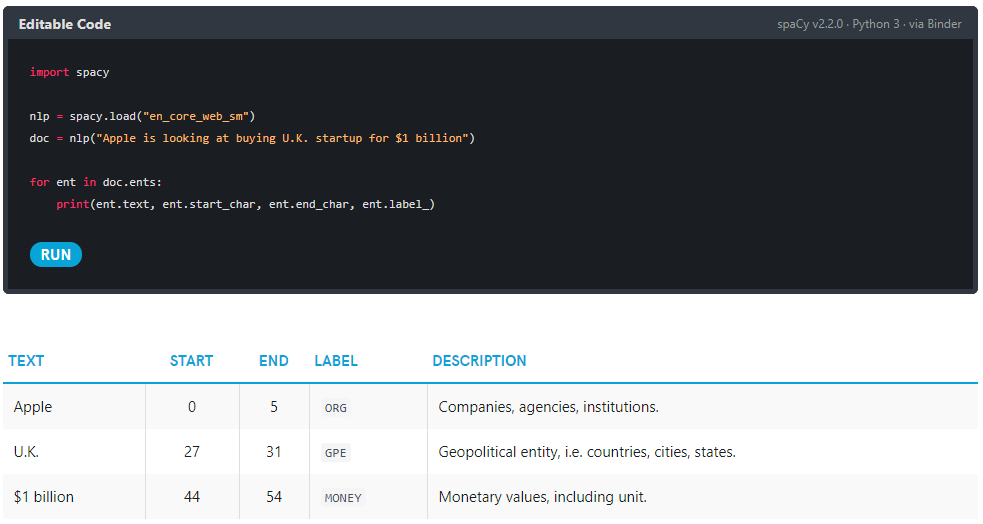 Editable Code
spaCy v2.2.0 · Python 3 · via Binder
import spacy
nlp = spacy.load("en_core_web_sm")
doc = nlp("Apple is looking at buying U.K. startup for $1 billion")
for ent in doc.ents:
    print(ent.text, ent.start_char, ent.end_char, ent.label_)
RUN
TEXT START END LABEL DESCRIPTION
Apple 0 5 ORG Companies, agencies, institutions.
U.K. 27 31 GPE Geopolitical entity, i.e. countries, cities, states.
$1 billion 44 54 MONEY Monetary values, including unit.